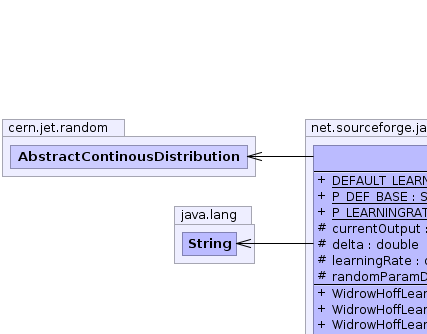 cern.jet.random
AbstractContinousDistribution
java.lang
String
net.sourceforge.ja
+ DEFAULT_LEARN
+ P_DEF_BASE : S
+ P_LEARNINGRAT
# currentOutput :
# delta : double
# learningRate :
# randomParamD
+ WidrowHoffLear
+ WidrowHoffLear
+ WidrowHoffLear